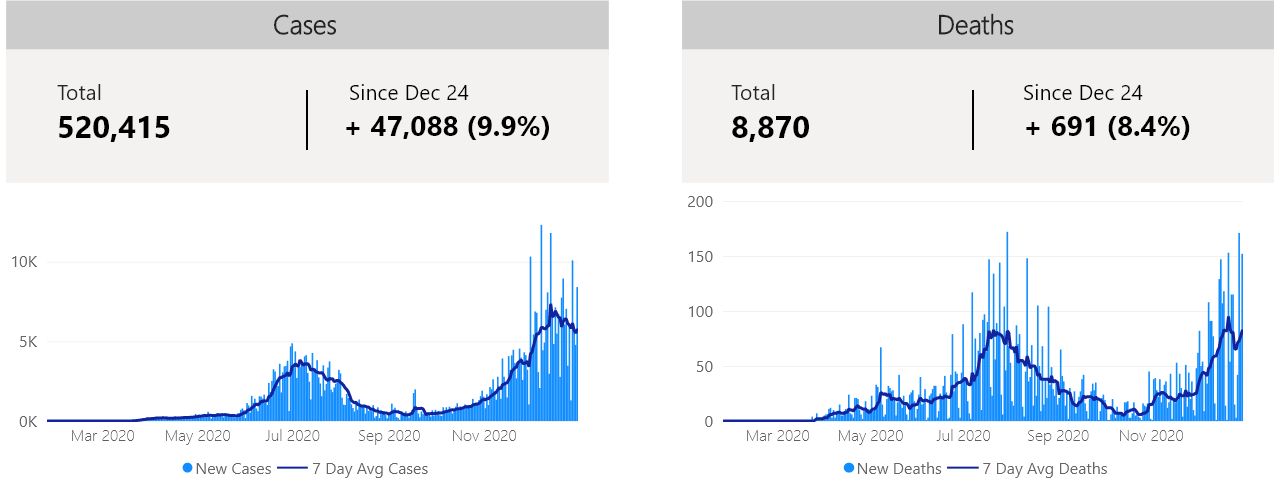 Cases
Total
520,415
Since Dec 24
+ 47,088 (9.9%)
10K
5K
0K
Mar 2020
May 2020
Jul 2020
Sep 2020
Nov 2020
New Cases
7 Day Avg Cases
Deaths
Total
8,870
Since Dec 24
+ 691 (8.4%)
200
150
100
50
0
Mar 2020
May 2020
Jul 2020
Sep 2020
Nov 2020
New Deaths
7 Day Avg Deaths